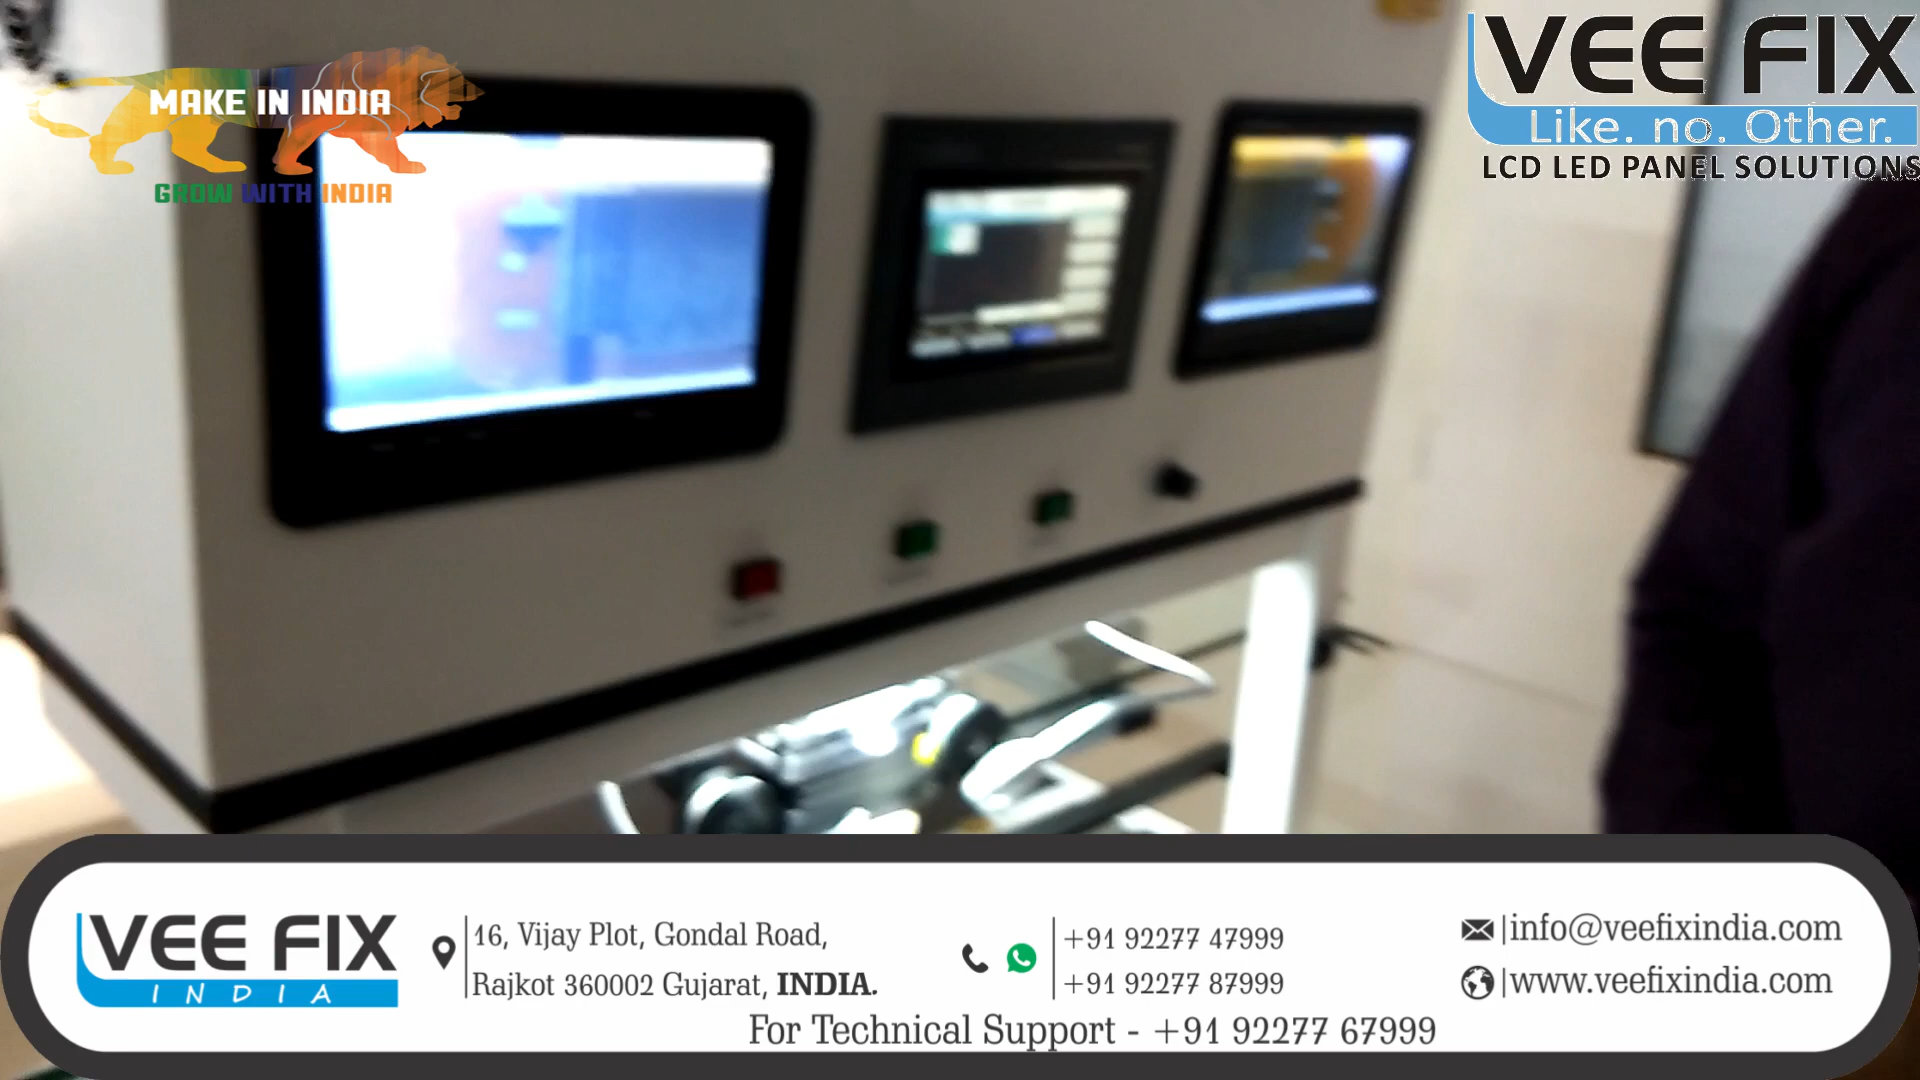 MAKE IN INDIA
GROW WITH INDIA
VEE FIX
Like. no. Other.
LCD LED PANEL SOLUTIONS
VEE FIX
INDIA
16, Vijay Plot, Gondal Road,
Rajkot 360002 Gujarat, INDIA.
+91 92277 47999
+91 92277 87999
info@veefixindia.com
www.veefixindia.com
For Technical Support - +91 92277 67999